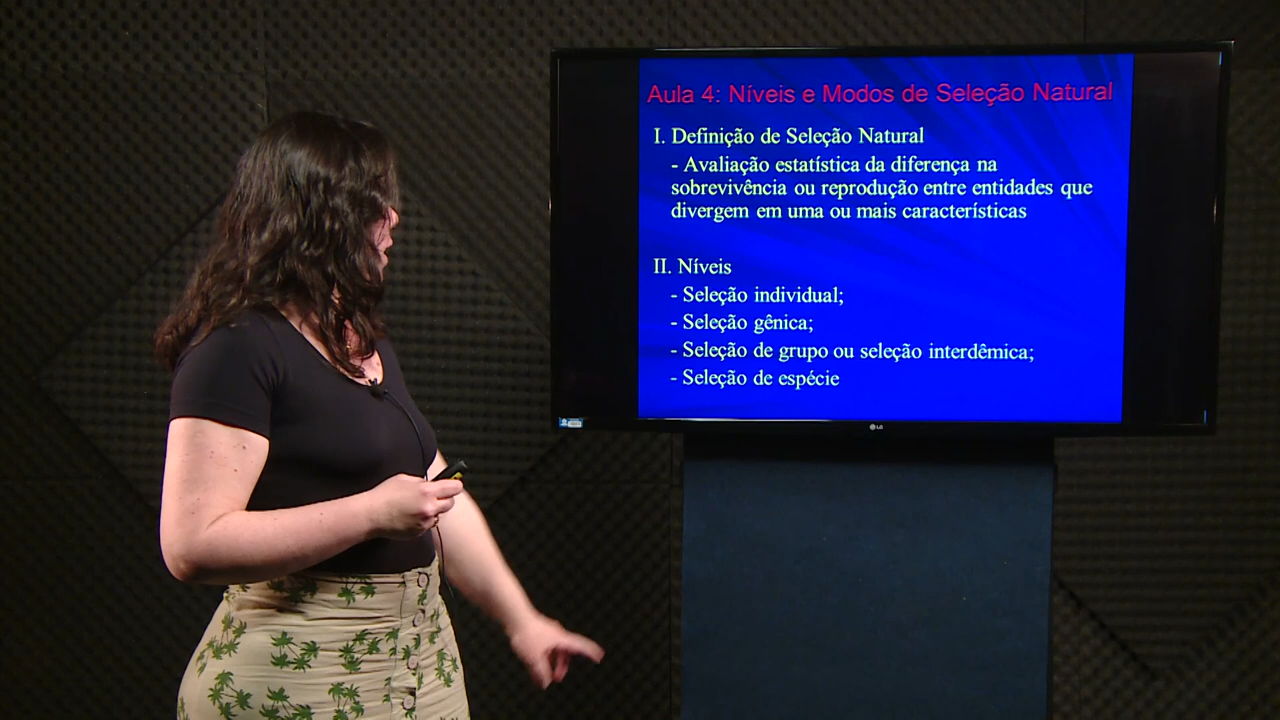 Aula 4: Níveis e Modos de Seleção Natural
I. Definição de Seleção Natural
- Avaliação estatística da diferença na
sobrevivência ou reprodução entre entidades que
divergem em uma ou mais características
II. Níveis
- Seleção individual;
- Seleção gênica;
- Seleção de grupo ou seleção interdêmica;
- Seleção de espécie
LG